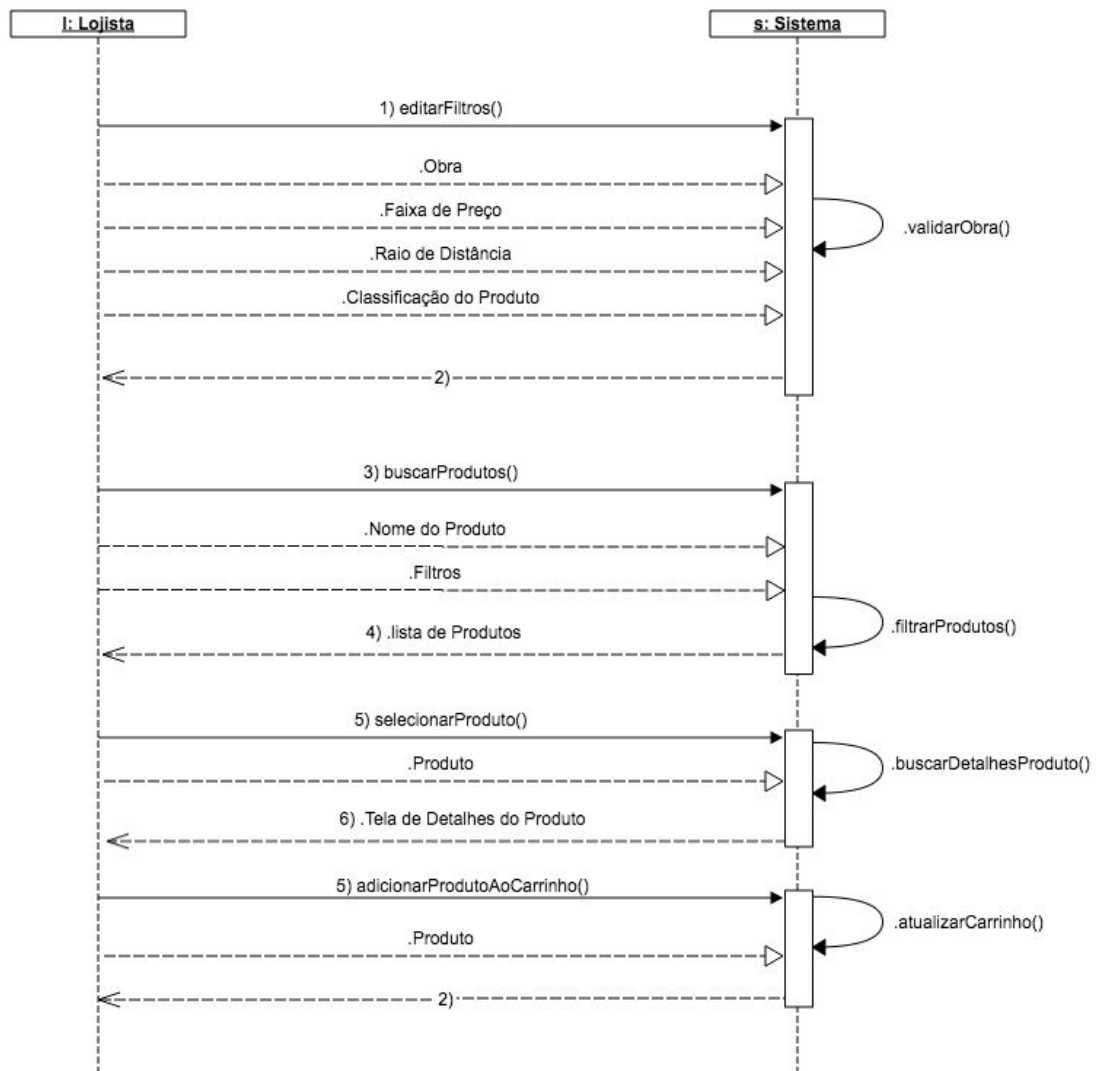 l: Lojista
s: Sistema
1) editarFiltros()
.Obra
.Faixa de Preço
.validarObra()
.Raio de Distância
.Classificação do Produto
2)
3) buscarProdutos()
.Nome do Produto
.Filtros
.filtrarProdutos()
4) .lista de Produtos
5) selecionarProduto()
.Produto
.buscarDetalhesProduto()
6) .Tela de Detalhes do Produto
5) adicionarProdutoAoCarrinho()
.atualizarCarrinho()
.Produto
2)